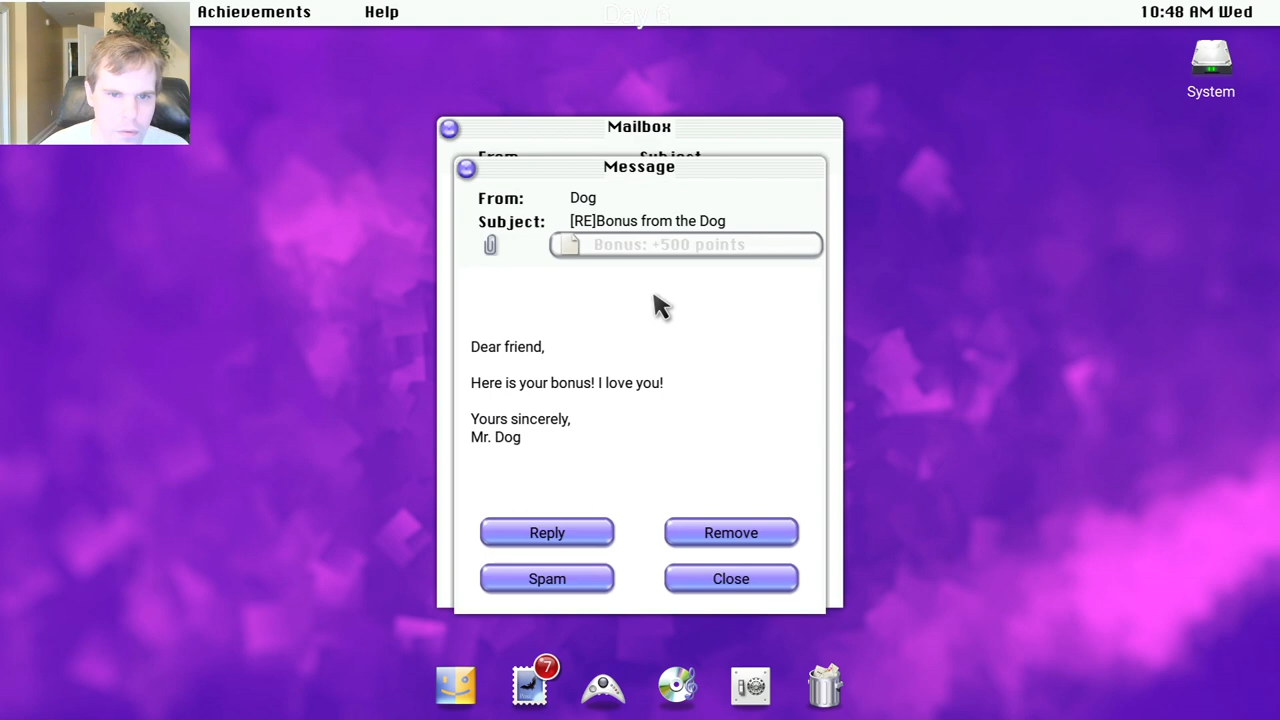 Achievements Help 10:48 AM Wed
System
Mailbox
Message
From: Dog
Subject: [RE]Bonus from the Dog
Bonus: +500 points
Dear friend,
Here is your bonus! I love you!
Yours sincerely,
Mr. Dog
Reply Remove
Spam Close
7